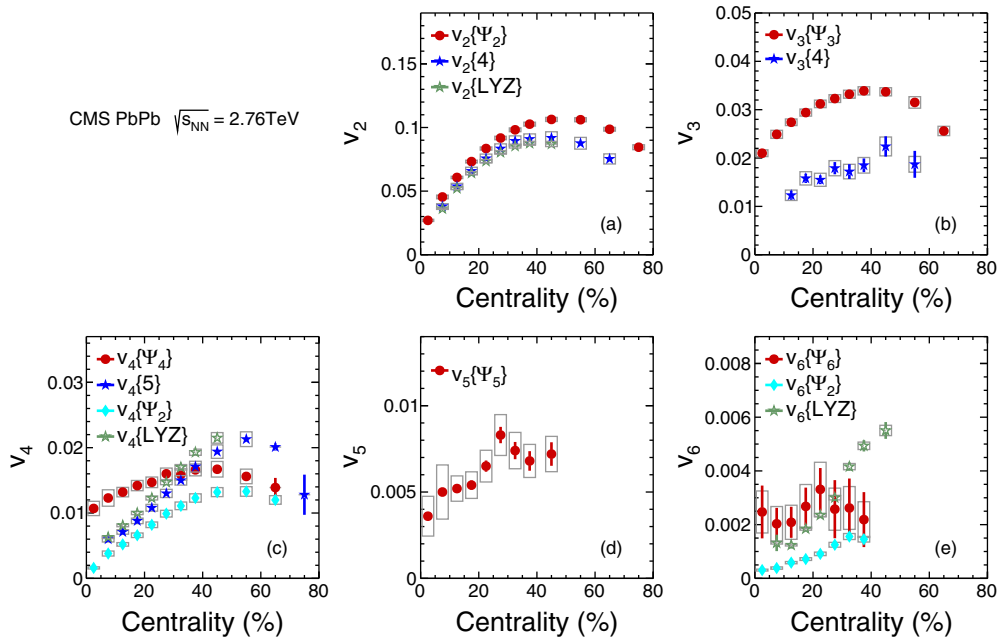 CMS PbPb √s_NN = 2.76TeV
v₂{Ψ₂}
v₂{4}
v₂{LYZ}
v₂
0.15
0.1
0.05
0
(a)
0 20 40 60 80
Centrality (%)
v₃{Ψ₃}
v₃{4}
v₃
0.05
0.04
0.03
0.02
0.01
0
(b)
0 20 40 60 80
Centrality (%)
v₄{Ψ₄}
v₄{5}
v₄{Ψ₂}
v₄{LYZ}
v₄
0.03
0.02
0.01
0
(c)
0 20 40 60 80
Centrality (%)
v₅{Ψ₅}
v₅
0.01
0.005
0
(d)
0 20 40 60 80
Centrality (%)
v₆{Ψ₆}
v₆{Ψ₂}
v₆{LYZ}
v₆
0.008
0.006
0.004
0.002
0
(e)
0 20 40 60 80
Centrality (%)